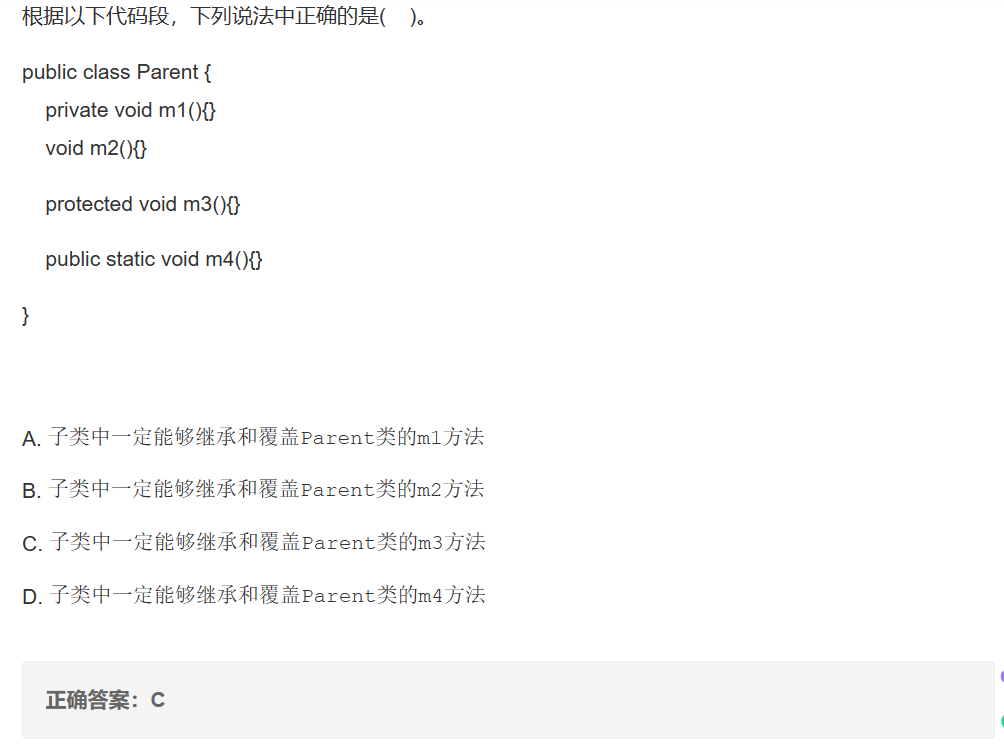 根据以下代码段，下列说法中正确的是(    )。
public class Parent {
private void m1(){}
void m2(){}
protected void m3(){}
public static void m4(){}
}
A. 子类中一定能够继承和覆盖Parent类的m1方法
B. 子类中一定能够继承和覆盖Parent类的m2方法
C. 子类中一定能够继承和覆盖Parent类的m3方法
D. 子类中一定能够继承和覆盖Parent类的m4方法
正确答案：C